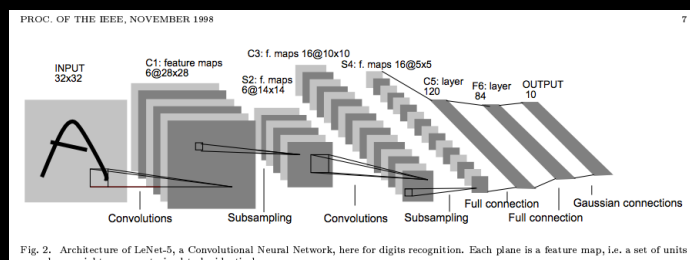 PROC. OF THE IEEE, NOVEMBER 1998 7
INPUT
32x32
C1: feature maps
6@28x28
S2: f. maps
6@14x14
C3: f. maps 16@10x10
S4: f. maps 16@5x5
C5: layer
120
F6: layer
84
OUTPUT
10
Convolutions
Subsampling
Convolutions
Subsampling
Full connection
Full connection
Gaussian connections
Fig. 2. Architecture of LeNet-5, a Convolutional Neural Network, here for digits recognition. Each plane is a feature map, i.e. a set of units